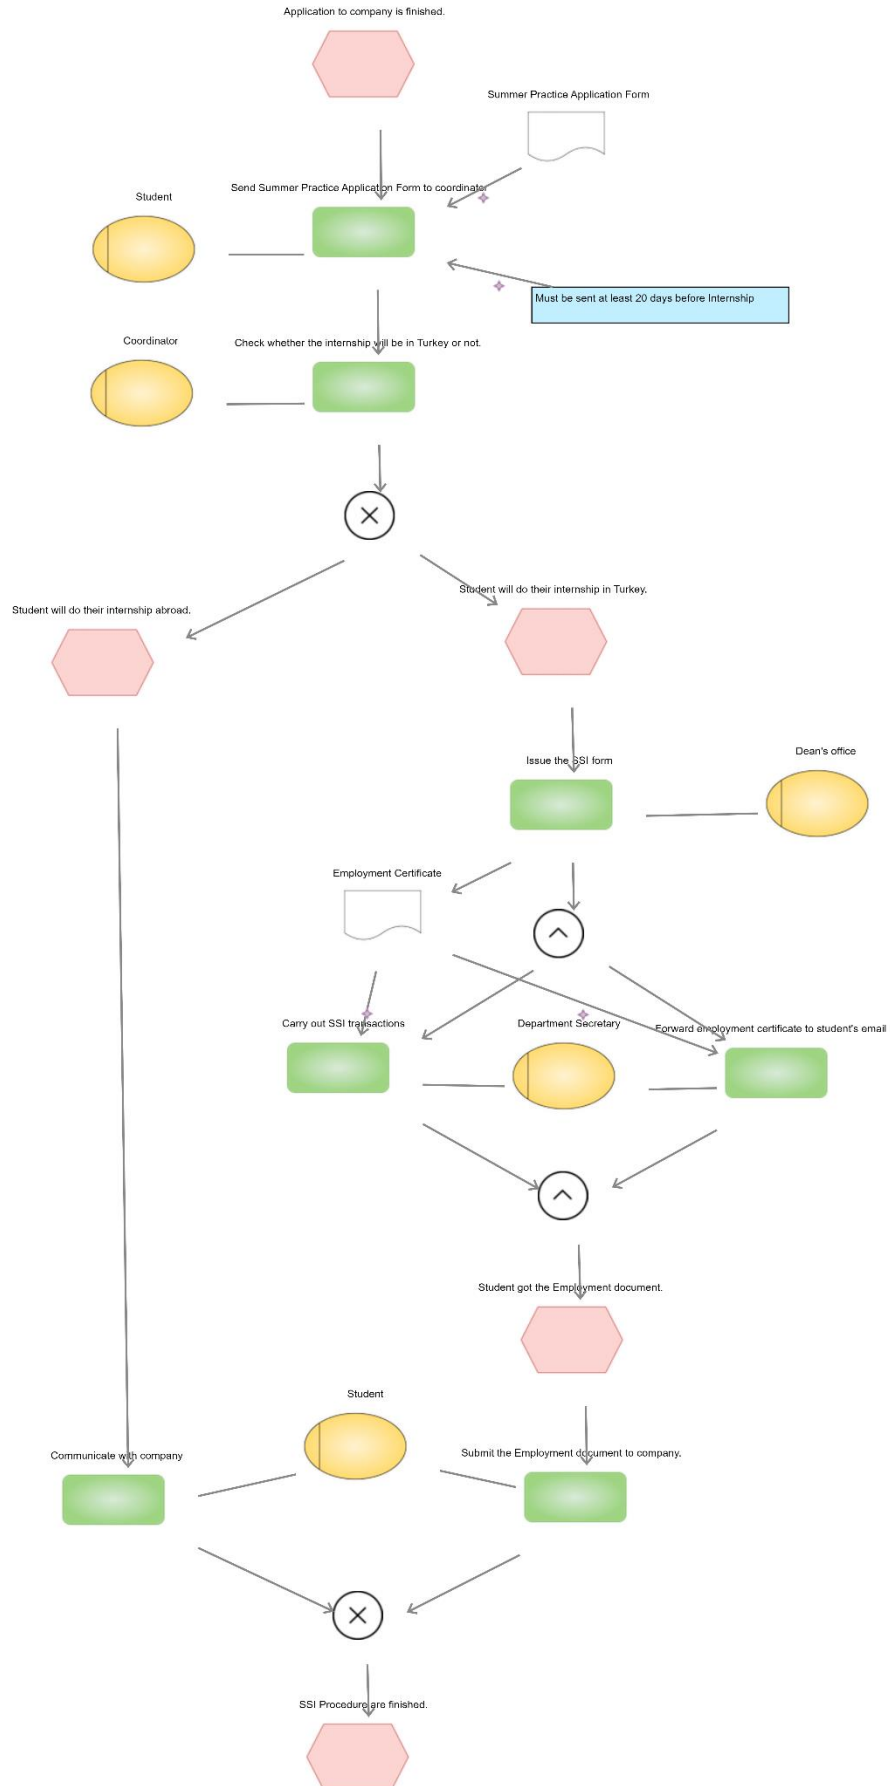 Application to company is finished.
Summer Practice Application Form
Send Summer Practice Application Form to coordinator
Student
Must be sent at least 20 days before Internship
Coordinator
Check whether the internship will be in Turkey or not.
Student will do their internship in Turkey.
Student will do their internship abroad.
Dean's office
Issue the SSI form
Employment Certificate
Carry out SSI transactions
Department Secretary
Forward employment certificate to student's email
Student got the Employment document.
Student
Communicate with company
Submit the Employment document to company.
SSI Procedure are finished.